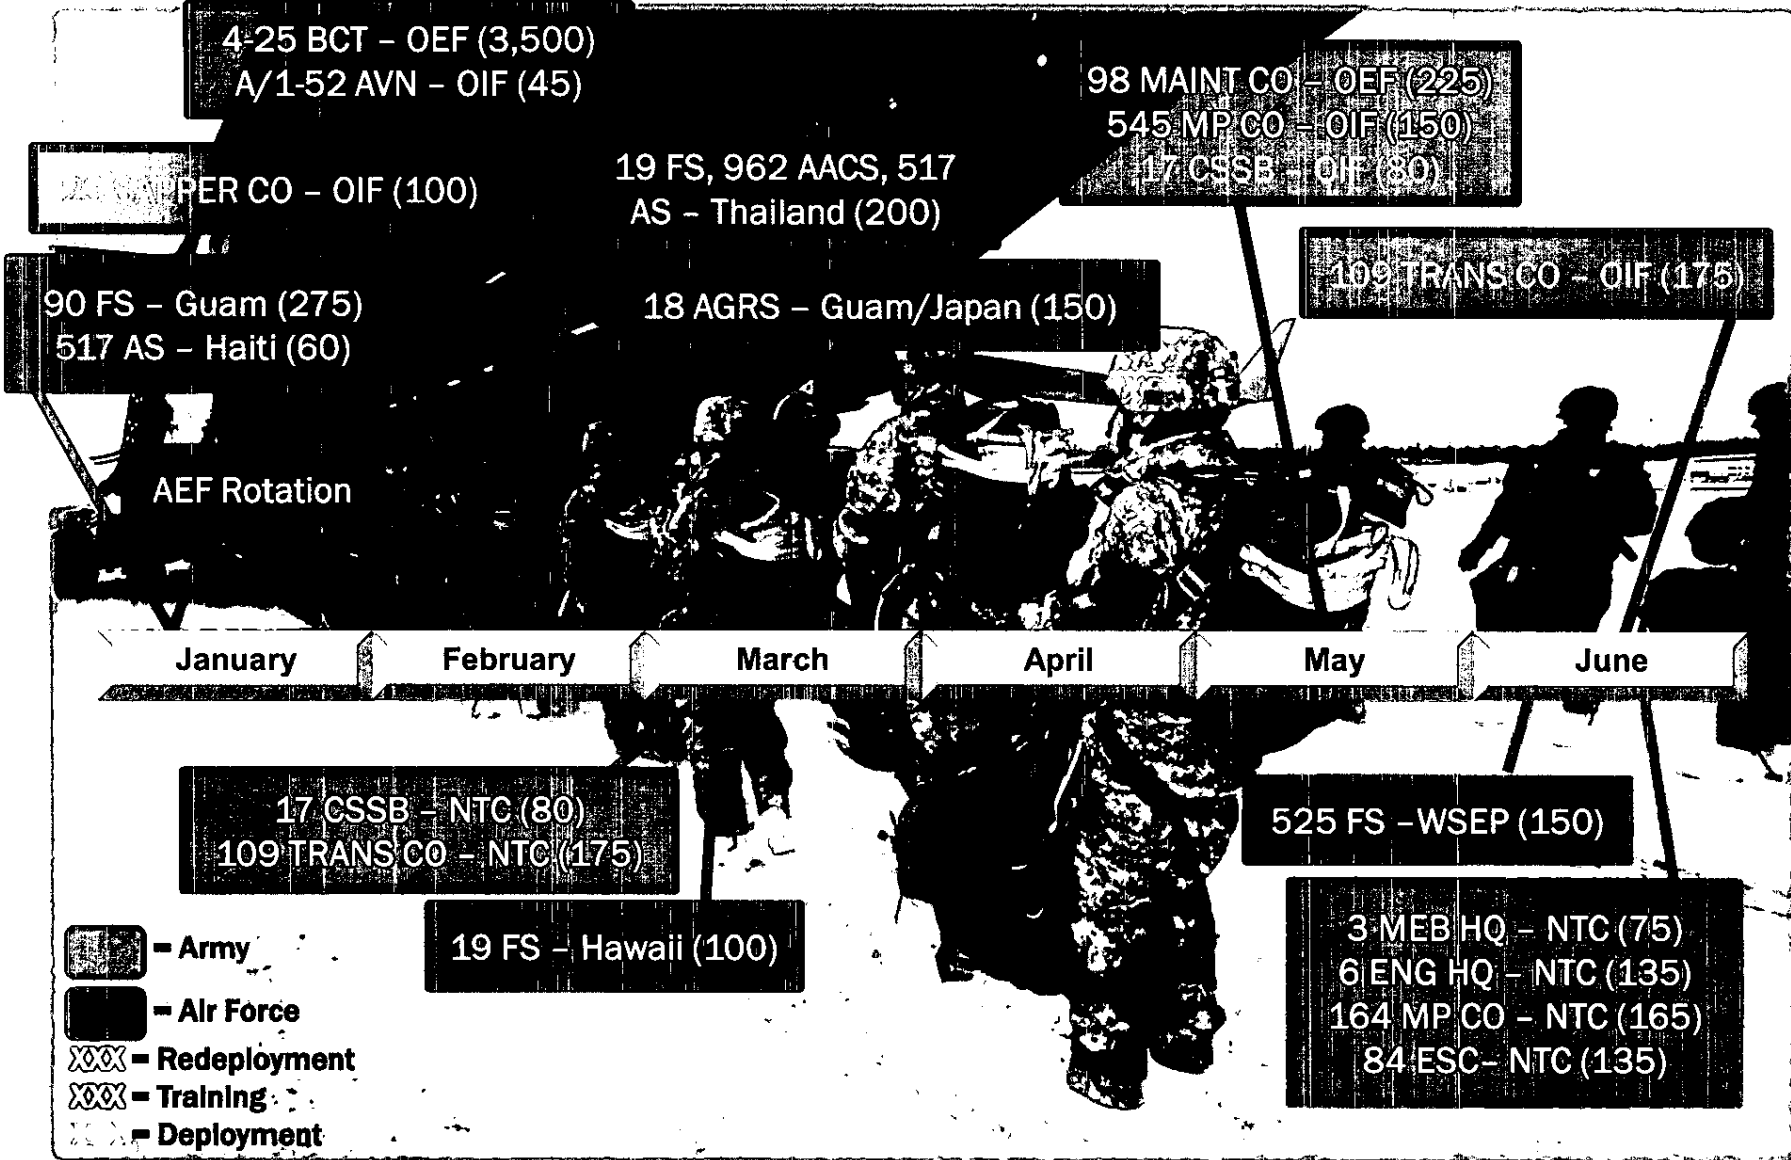 4-25 BCT – OEF (3,500)
A/1-52 AVN – OIF (45)
98 MAINT CO – OEF (225)
545 MP CO – OIF (150)
17 CSSB – OIF (80)
CO – OIF (100)
19 FS, 962 AACS, 517
AS – Thailand (200)
109 TRANS CO – OIF (175)
90 FS – Guam (275)
517 AS – Haiti (60)
18 AGRS – Guam/Japan (150)
AEF Rotation
January
February
March
April
May
June
17 CSSB – NTC (80)
109 TRANS CO – NTC (175)
525 FS –WSEP (150)
19 FS – Hawaii (100)
3 MEB HQ – NTC (75)
6 ENG HQ – NTC (135)
164 MP CO – NTC (165)
84 ESC– NTC (135)
= Army
= Air Force
XXX = Redeployment
XXX = Training
= Deployment